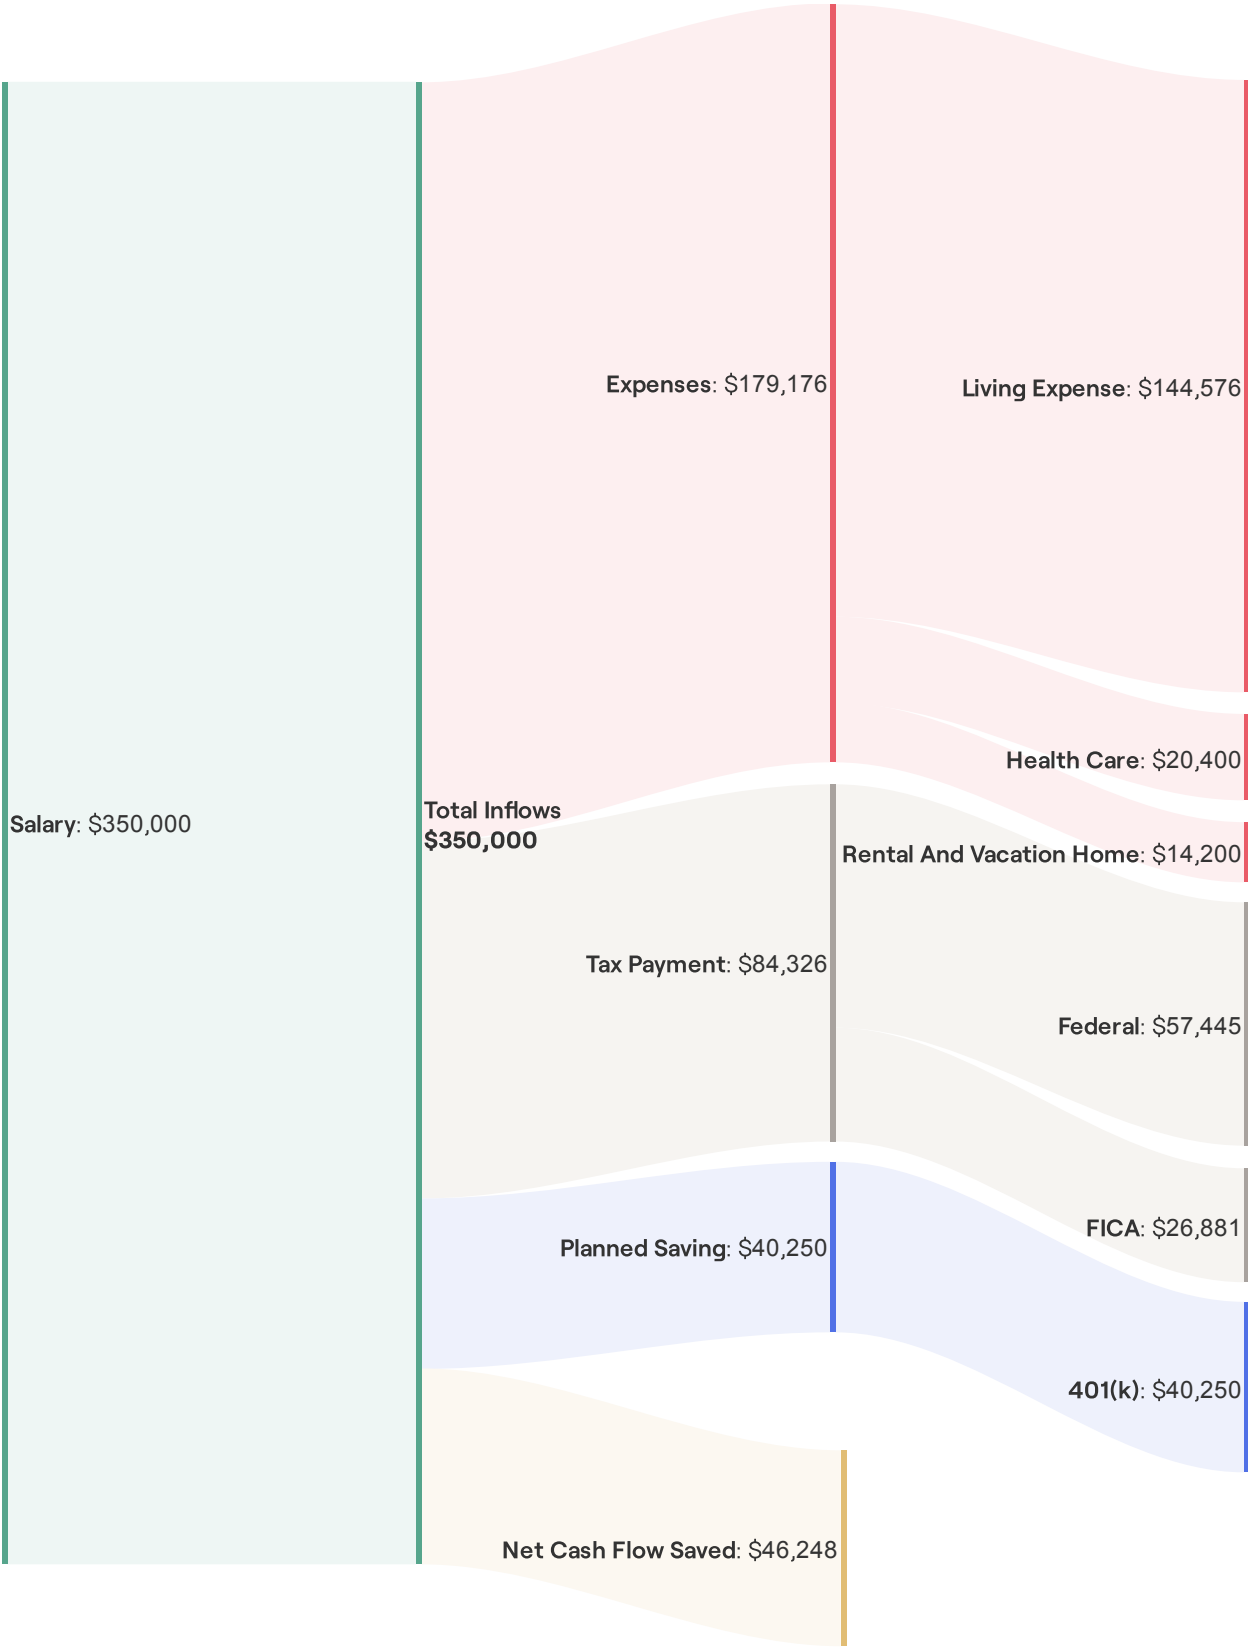 Salary: $350,000
Total Inflows
$350,000
Expenses: $179,176
Tax Payment: $84,326
Planned Saving: $40,250
Net Cash Flow Saved: $46,248
Living Expense: $144,576
Health Care: $20,400
Rental And Vacation Home: $14,200
Federal: $57,445
FICA: $26,881
401(k): $40,250